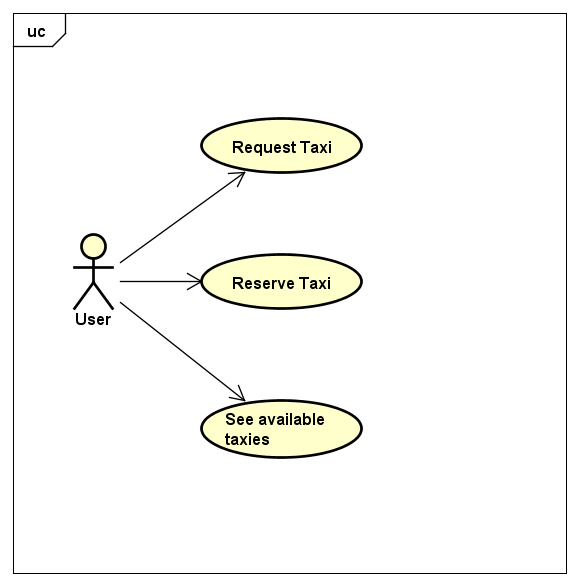 uc
Request Taxi
Reserve Taxi
User
See available
taxies